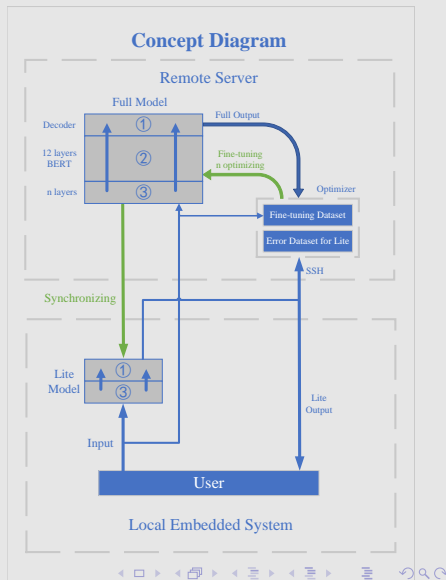 Concept Diagram
Remote Server
Full Model
Decoder
①
Full Output
12 layers
BERT
②
Fine-tuning
n optimizing
n layers
③
Optimizer
Fine-tuning Dataset
Error Dataset for Lite
SSH
Synchronizing
Lite
Model
①
③
Lite
Output
Input
User
Local Embedded System